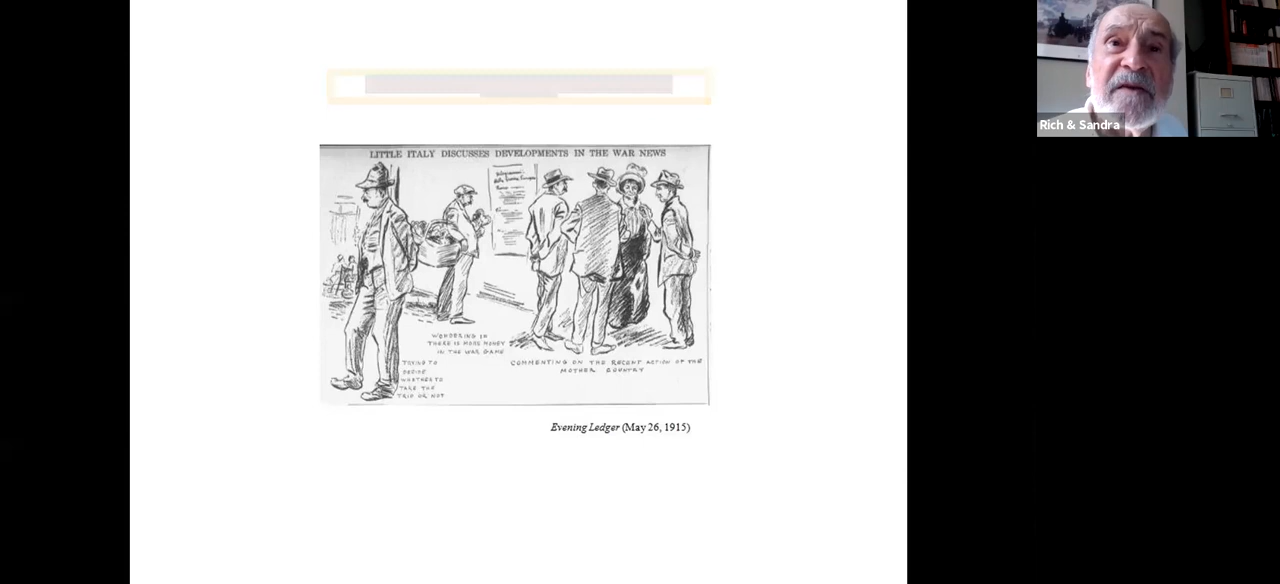 LITTLE ITALY DISCUSSES DEVELOPMENTS IN THE WAR NEWS
WONDERING IF
THERE IS MORE MONEY
IN THE WAR GAME
TRYING TO
DECIDE
WHETHER TO
TAKE THE
TRIP OR NOT
COMMENTING ON THE RECENT ACTION OF THE
MOTHER COUNTRY
Evening Ledger (May 26, 1915)
Rich & Sandra